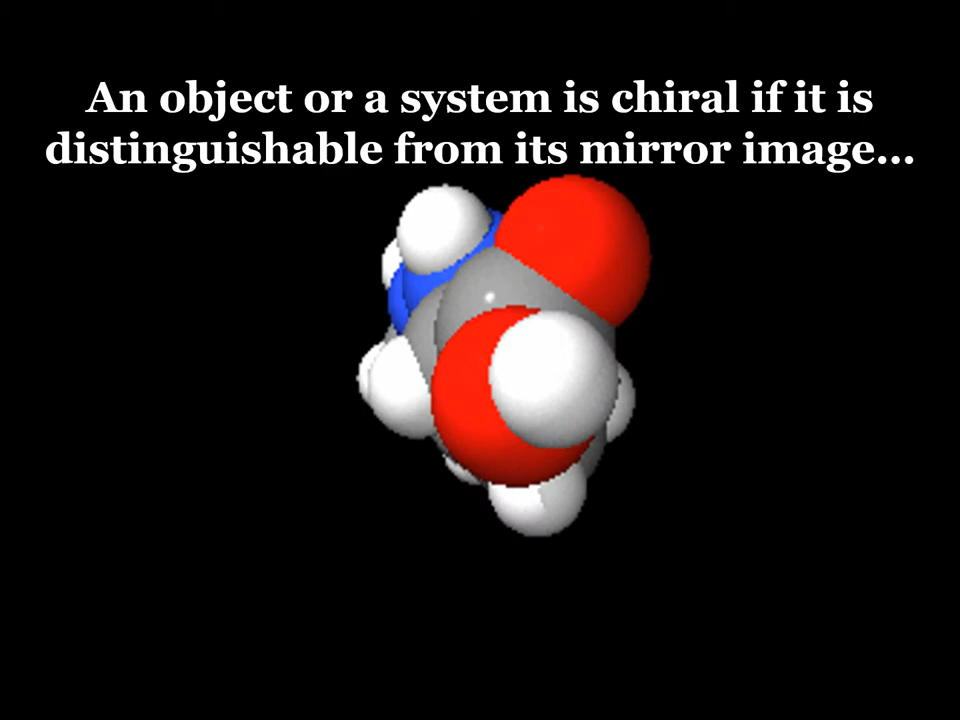 An object or a system is chiral if it is
distinguishable from its mirror image...